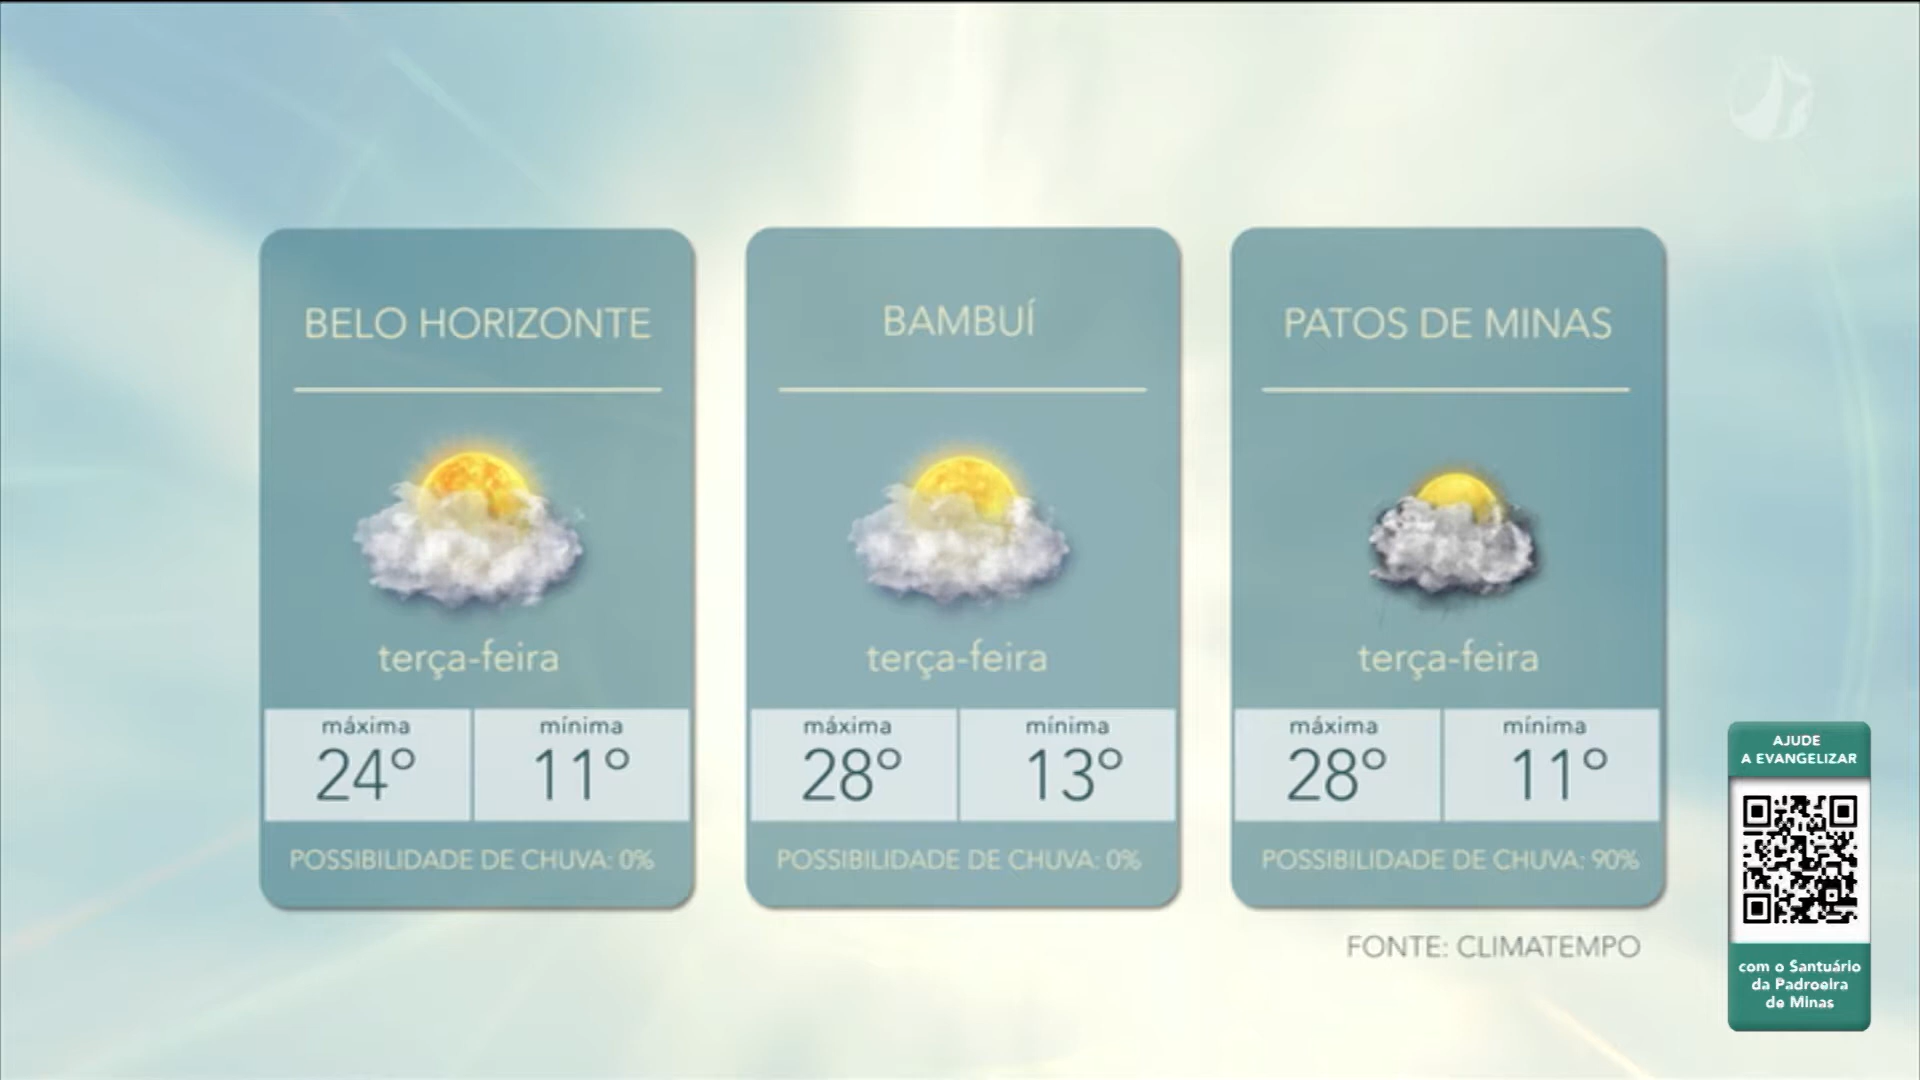 BELO HORIZONTE
terça-feira
máxima
mínima
24°
11°
POSSIBILIDADE DE CHUVA: 0%
BAMBUÍ
terça-feira
máxima
mínima
28°
13°
POSSIBILIDADE DE CHUVA: 0%
PATOS DE MINAS
terça-feira
máxima
mínima
28°
11°
POSSIBILIDADE DE CHUVA: 90%
FONTE: CLIMATEMPO
AJUDE
A EVANGELIZAR
com o Santuário
da Padroeira
de Minas